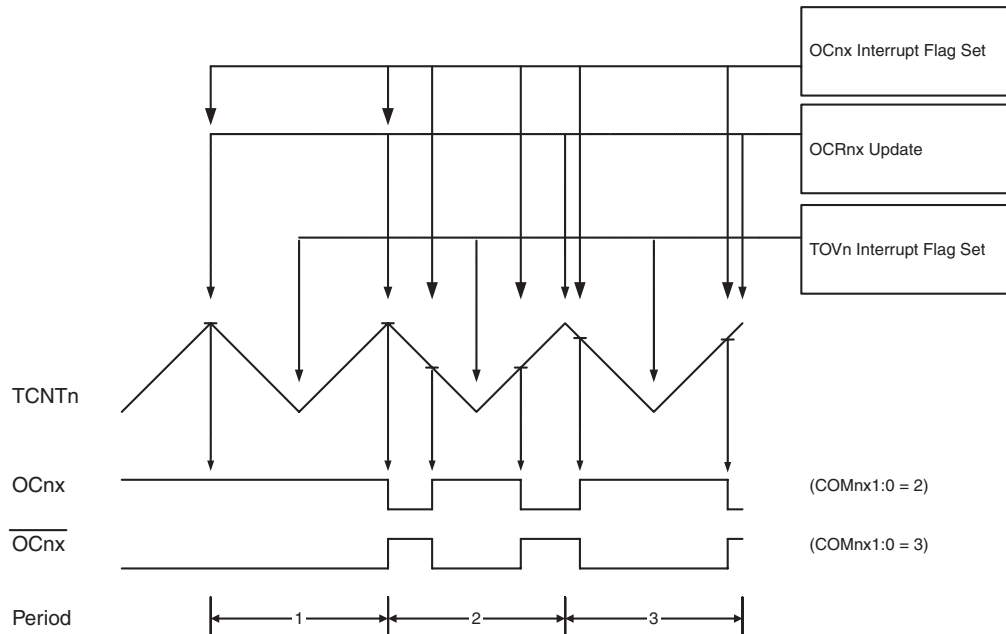 OCnx Interrupt Flag Set
OCRnx Update
TOVn Interrupt Flag Set
TCNTn
OCnx
(COMnx1:0 = 2)
OCnx
(COMnx1:0 = 3)
Period
1
2
3